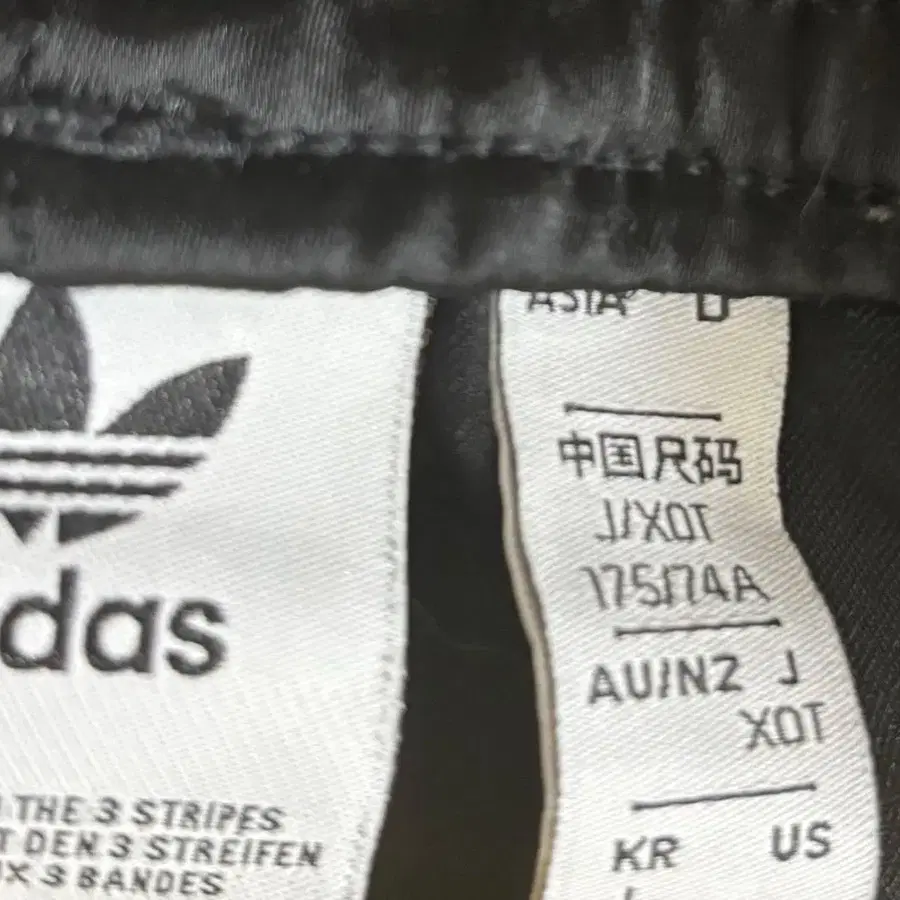 das
THE 3 STRIPES
T DEN 3 STREIFEN
X 3 BANDES
ASIA
中国尺码
J/XOT
175/74A
AU/NZ J
XOT
KR US